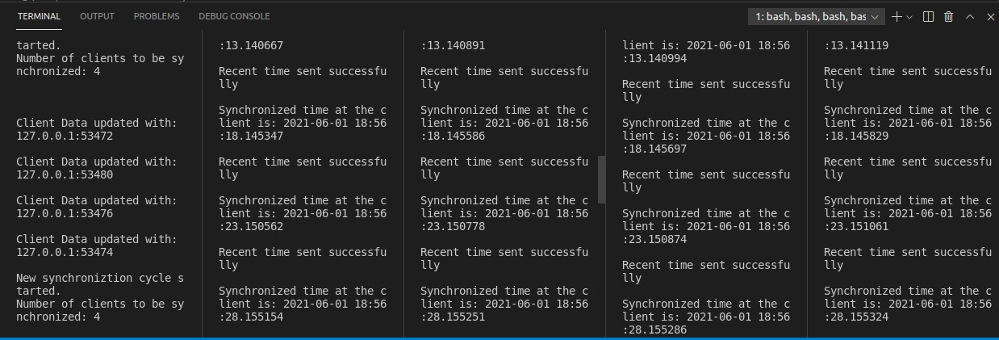 TERMINAL OUTPUT PROBLEMS DEBUG CONSOLE 1: bash, bash, bash, bas
tarted.
Number of clients to be sy
nchronized: 4
Client Data updated with:
127.0.0.1:53472
Client Data updated with:
127.0.0.1:53480
Client Data updated with:
127.0.0.1:53476
Client Data updated with:
127.0.0.1:53474
New synchroniztion cycle s
tarted.
Number of clients to be sy
nchronized: 4
:13.140667
Recent time sent successfu
lly
Synchronized time at the c
lient is: 2021-06-01 18:56
:18.145347
Recent time sent successfu
lly
Synchronized time at the c
lient is: 2021-06-01 18:56
:23.150562
Recent time sent successfu
lly
Synchronized time at the c
lient is: 2021-06-01 18:56
:28.155154
:13.140891
Recent time sent successfu
lly
Synchronized time at the c
lient is: 2021-06-01 18:56
:18.145586
Recent time sent successfu
lly
Synchronized time at the c
lient is: 2021-06-01 18:56
:23.150778
Recent time sent successfu
lly
Synchronized time at the c
lient is: 2021-06-01 18:56
:28.155251
lient is: 2021-06-01 18:56
:13.140994
Recent time sent successfu
lly
Synchronized time at the c
lient is: 2021-06-01 18:56
:18.145697
Recent time sent successfu
lly
Synchronized time at the c
lient is: 2021-06-01 18:56
:23.150874
Recent time sent successfu
lly
Synchronized time at the c
lient is: 2021-06-01 18:56
:28.155286
:13.141119
Recent time sent successfu
lly
Synchronized time at the c
lient is: 2021-06-01 18:56
:18.145829
Recent time sent successfu
lly
Synchronized time at the c
lient is: 2021-06-01 18:56
:23.151061
Recent time sent successfu
lly
Synchronized time at the c
lient is: 2021-06-01 18:56
:28.155324